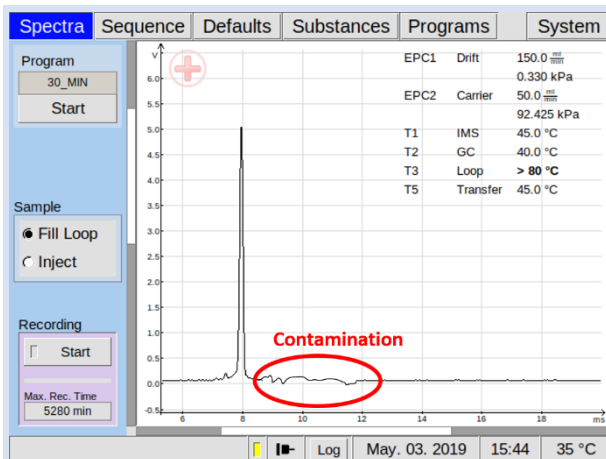 Spectra Sequence Defaults Substances Programs System
Program
30_MIN
Start
Sample
Fill Loop
Inject
Recording
Start
Max. Rec. Time
5280 min
V
6.0
5.5
5.0
4.5
4.0
3.5
3.0
2.5
2.0
1.5
1.0
0.5
0.0
-0.5
6 8 10 12 14 16 18 ms
EPC1 Drift 150.0 ml/min
0.330 kPa
EPC2 Carrier 50.0 ml/min
92.425 kPa
T1 IMS 45.0 °C
T2 GC 40.0 °C
T3 Loop > 80 °C
T5 Transfer 45.0 °C
Contamination
Log May. 03. 2019 15:44 35 °C